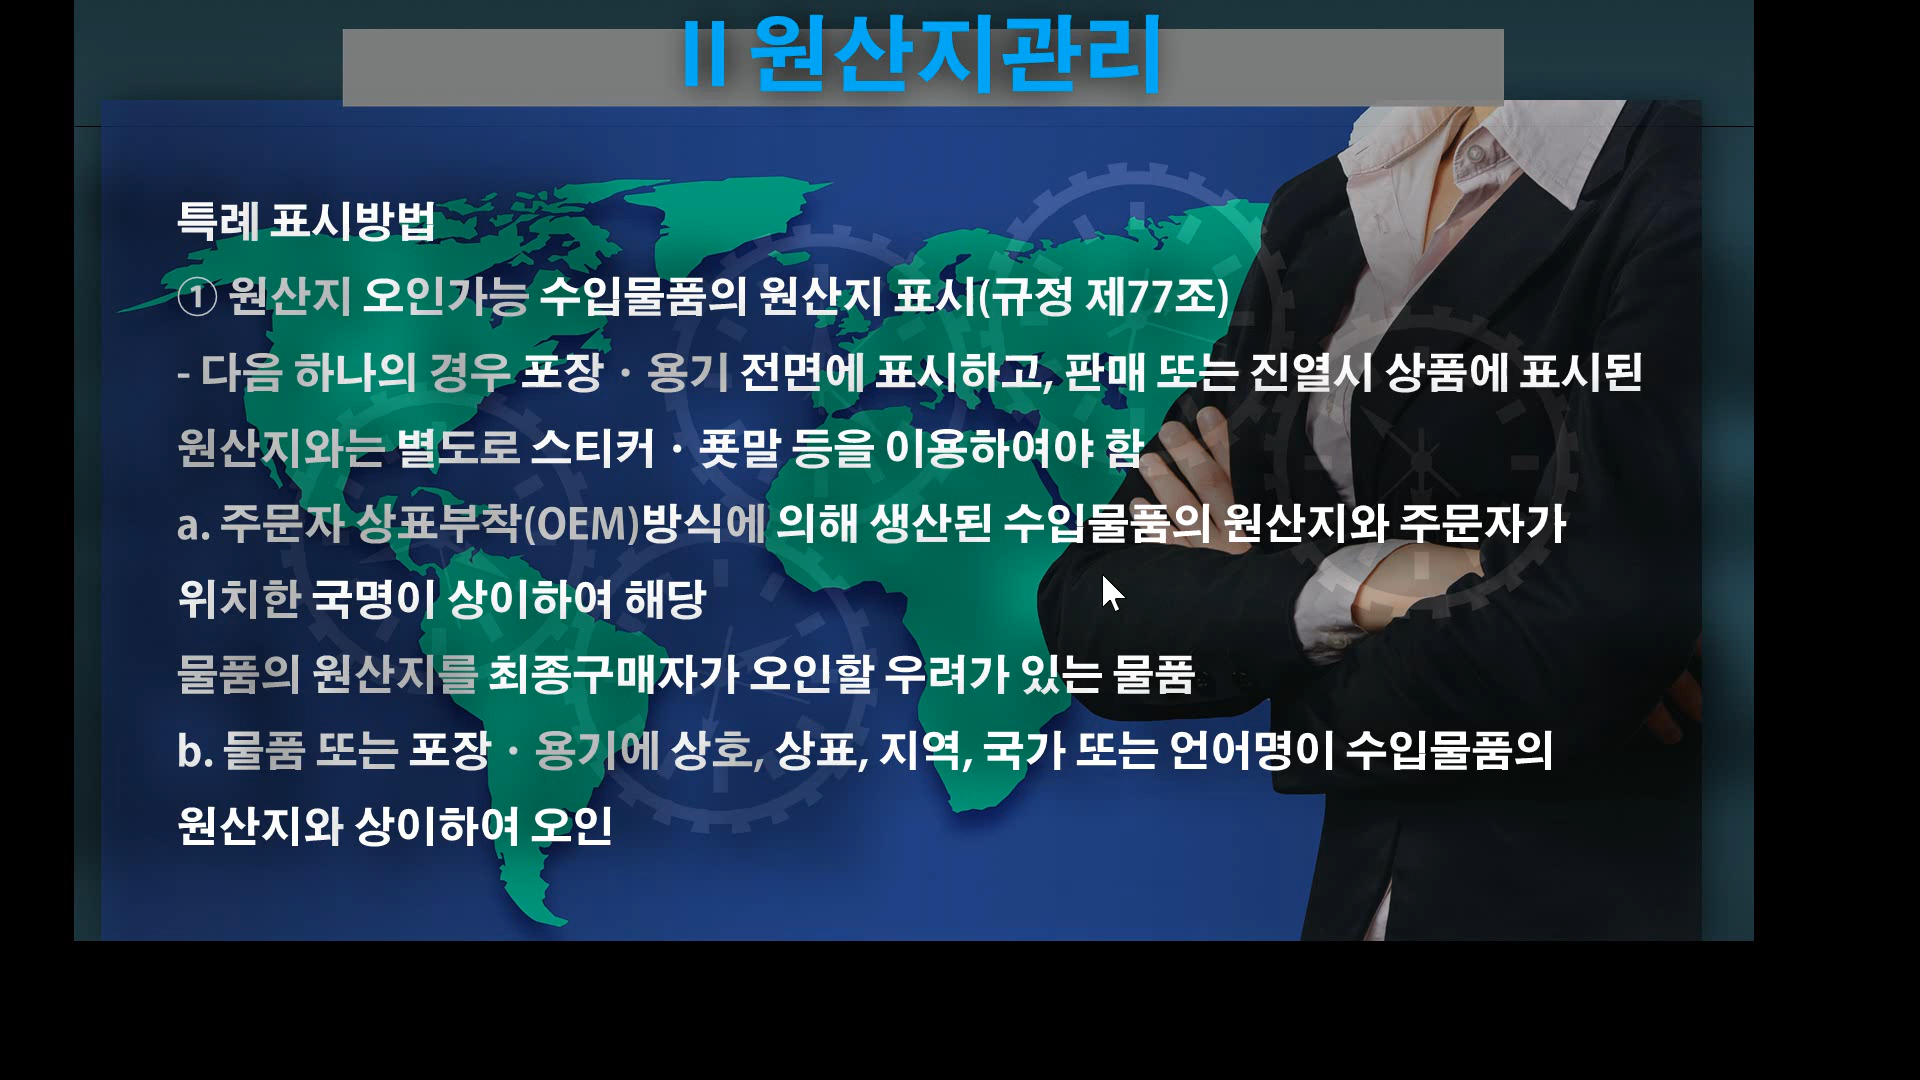 II 원산지관리
특례 표시방법
① 원산지 오인가능 수입물품의 원산지 표시(규정 제77조)
- 다음 하나의 경우 포장 · 용기 전면에 표시하고, 판매 또는 진열시 상품에 표시된
원산지와는 별도로 스티커 · 푯말 등을 이용하여야 함
a. 주문자 상표부착(OEM)방식에 의해 생산된 수입물품의 원산지와 주문자가
위치한 국명이 상이하여 해당
물품의 원산지를 최종구매자가 오인할 우려가 있는 물품
b. 물품 또는 포장 · 용기에 상호, 상표, 지역, 국가 또는 언어명이 수입물품의
원산지와 상이하여 오인